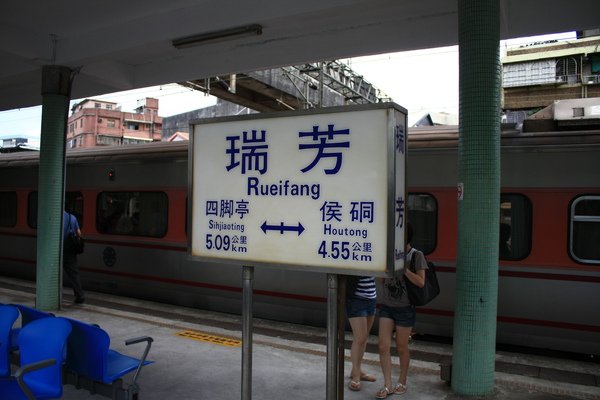 瑞芳
Rueifang
四脚亭 侯硐
Sihjiaoting Houtong
5.09公里 km 4.55公里 km
瑞芳